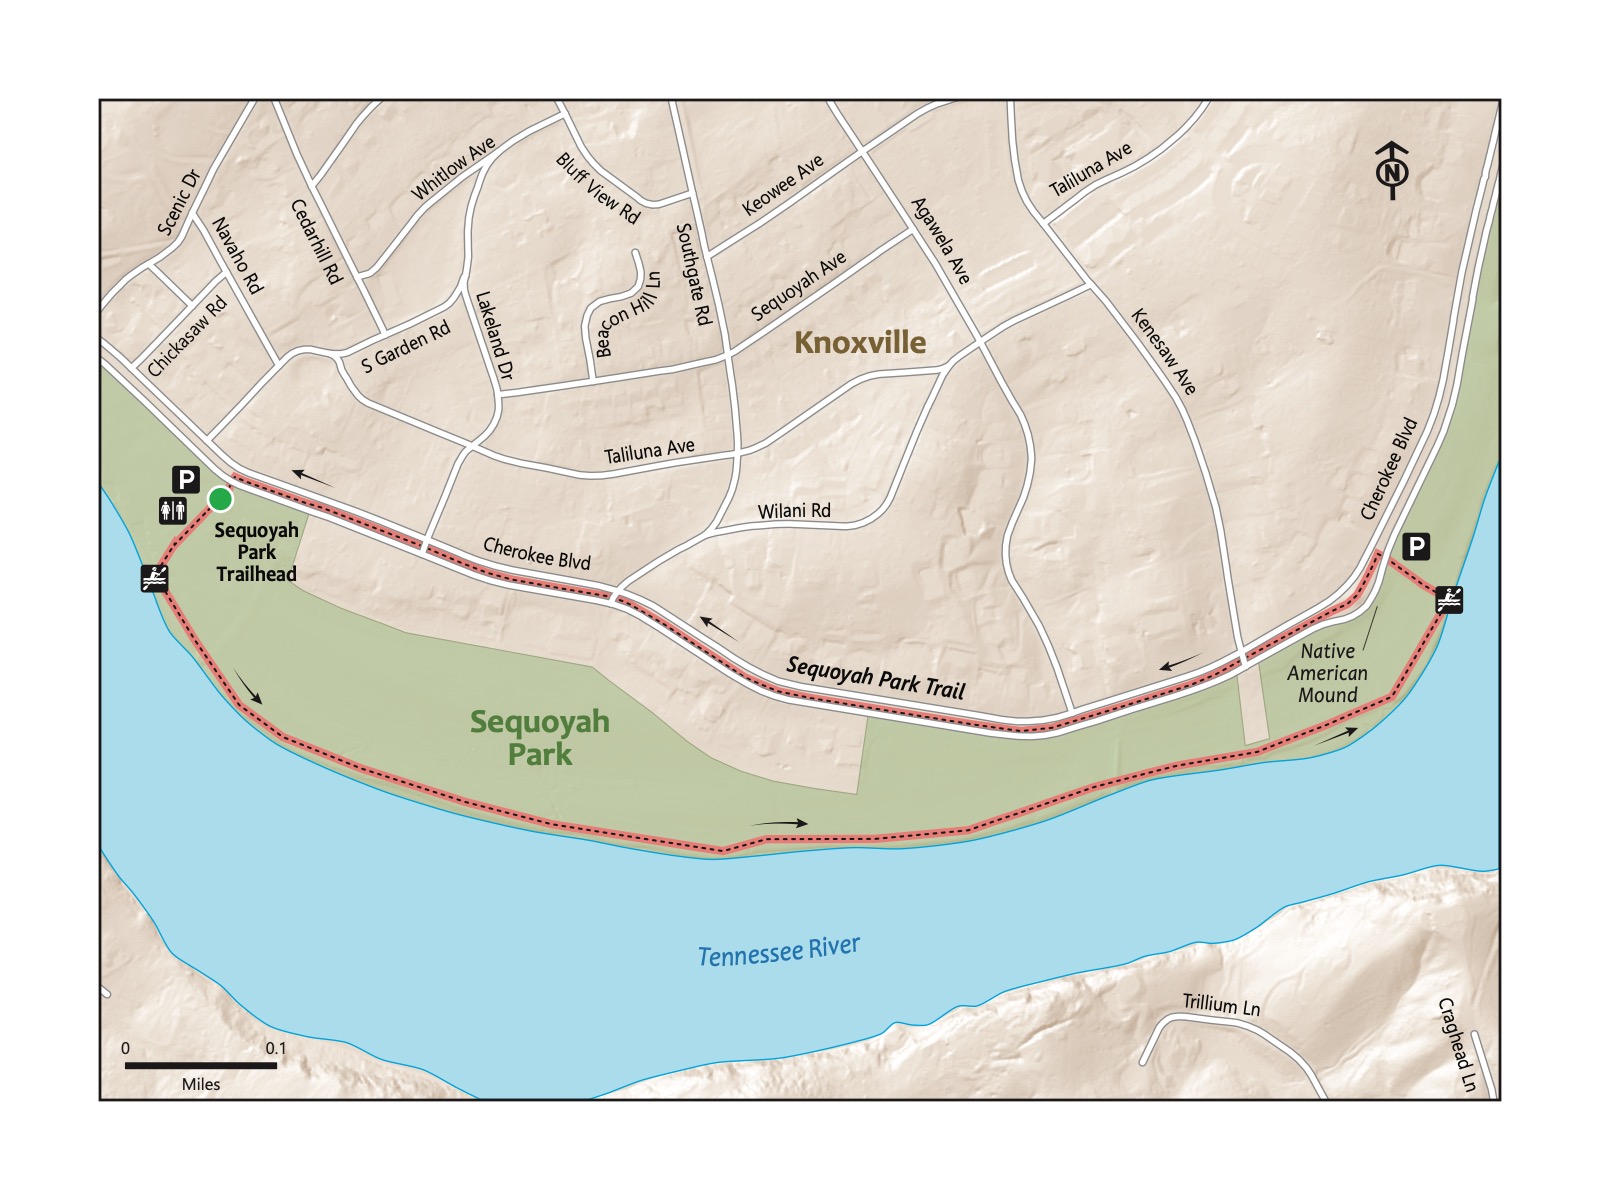 Scenic Dr
Navaho Rd
Cedarhill Rd
Whitlow Ave
Bluff View Rd
Keowee Ave
Taliluna Ave
N
Chickasaw Rd
S Garden Rd
Lakeland Dr
Beacon Hill Ln
Southgate Rd
Sequoyah Ave
Agawela Ave
Knoxville
Kenesaw Ave
Taliluna Ave
Cherokee Blvd
P
Sequoyah
Park
Trailhead
Cherokee Blvd
Wilani Rd
P
Sequoyah Park Trail
Native
American
Mound
Sequoyah
Park
Tennessee River
Trillium Ln
Craghead Ln
0 0.1
Miles